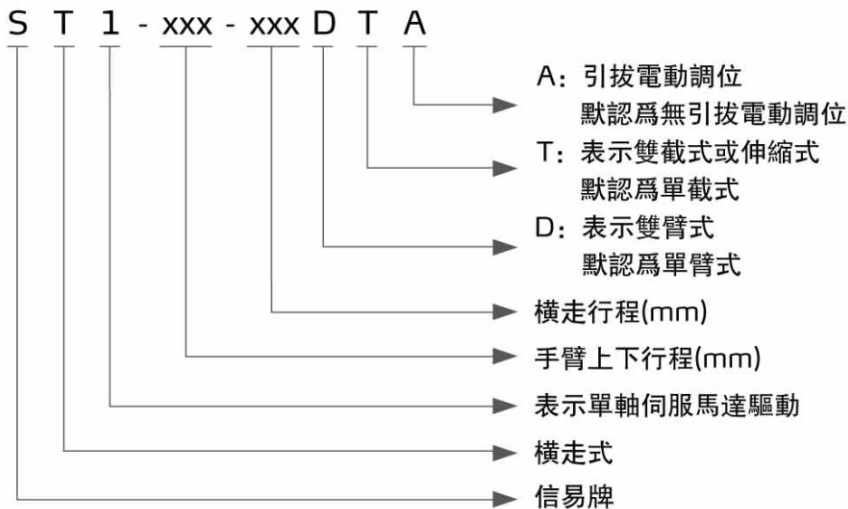 S T 1 - xxx - xxx D T A
A: 引拔電動調位
默認爲無引拔電動調位
T: 表示雙截式或伸縮式
默認爲單截式
D: 表示雙臂式
默認爲單臂式
橫走行程(mm)
手臂上下行程(mm)
表示單軸伺服馬達驅動
橫走式
信易牌